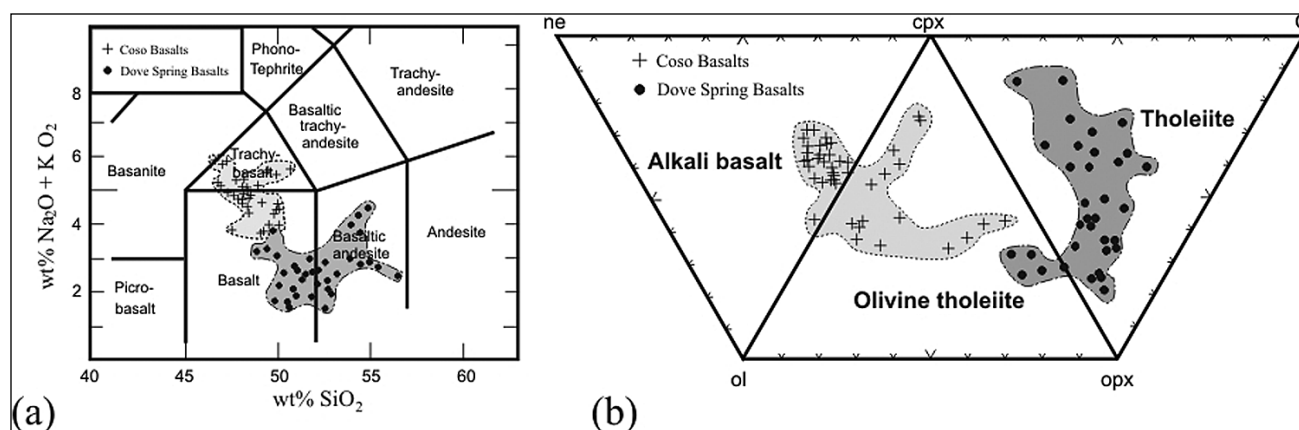 + Coso Basalts
Dove Spring Basalts
Phono-
Tephrite
Trachy-
andesite
Basaltic
trachy-
andesite
Trachy-
basalt
Basanite
Basaltic
andesite
Andesite
Basalt
Picro-
basalt
8
6
4
2
wt% Na2O + K O2
40
45
50
55
60
wt% SiO2
(a)
ne
cpx
+ Coso Basalts
Dove Spring Basalts
Alkali basalt
Tholeiite
Olivine tholeiite
ol
opx
(b)